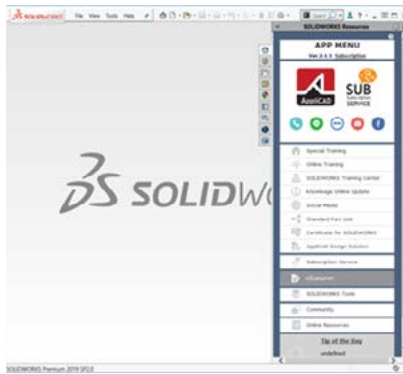 SOLIDWORKS File View Tools Help
SOLIDWORKS Resources
APP MENU
Ver 2.1.1 Subscription
AppliCAD
SUB
SERVICE
Special Training
Online Training
SOLIDWORKS Training Center
Knowledge Online Update
Social Media
Standard Part Link
Certificate for SOLIDWORKS
AppliCAD Design Solution
Subscription Service
SOLIDWORKS Tools
Community
Online Resources
Tip of the Day
undefined
SOLIDW
SOLIDWORKS Premium 2019 SP2.0